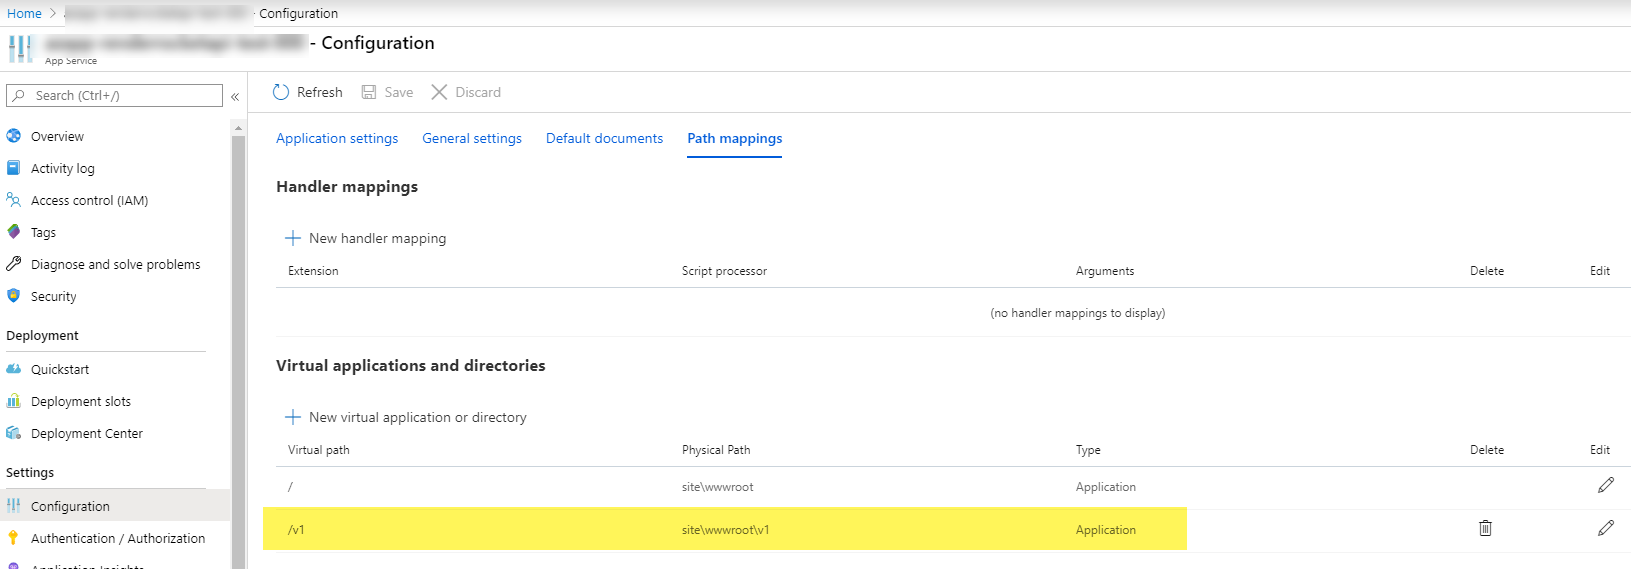 Home > - Configuration
- Configuration
App Service
Search (Ctrl+/) «
Refresh Save Discard
Overview
Activity log
Access control (IAM)
Tags
Diagnose and solve problems
Security
Deployment
Quickstart
Deployment slots
Deployment Center
Settings
Configuration
Authentication / Authorization
Application Insights
Application settings General settings Default documents Path mappings
Handler mappings
New handler mapping
Extension Script processor Arguments Delete Edit
(no handler mappings to display)
Virtual applications and directories
New virtual application or directory
Virtual path Physical Path Type Delete Edit
/ site\wwwroot Application
/v1 site\wwwroot\v1 Application